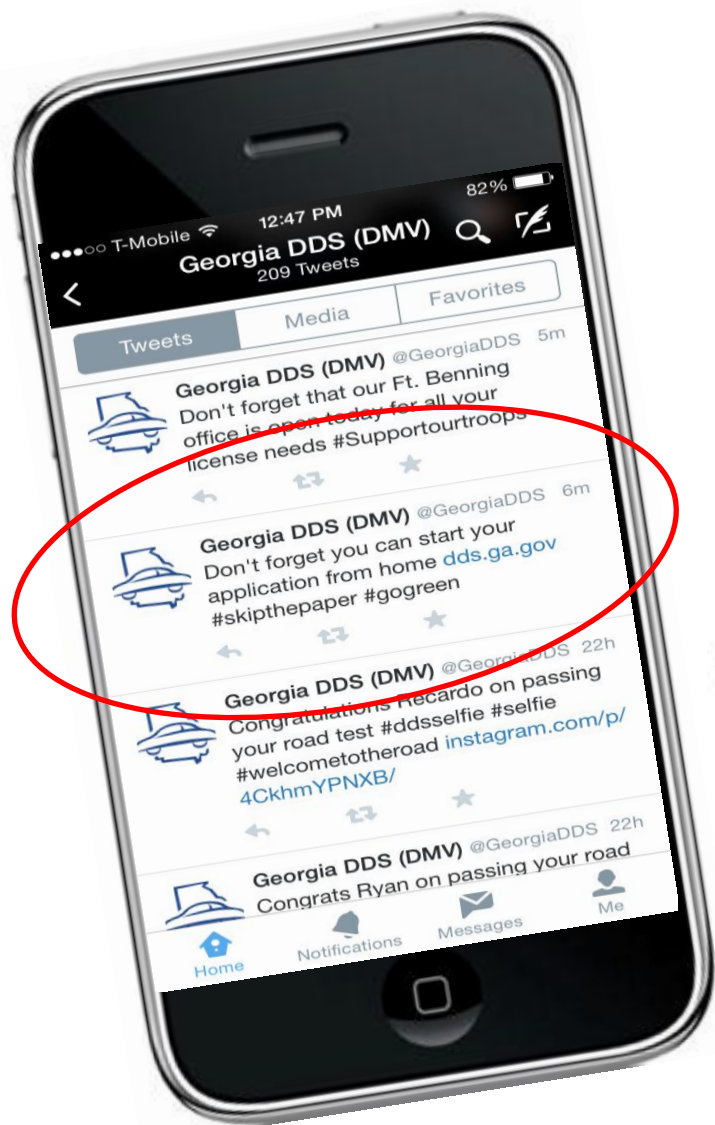 82%
T-Mobile
12:47 PM
Georgia DDS (DMV)
209 Tweets
Tweets
Media
Favorites
Georgia DDS (DMV) @GeorgiaDDS 5m
Don't forget that our Ft. Benning
office is open today for all your
license needs #Supportourtroops
Georgia DDS (DMV) @GeorgiaDDS 6m
Don't forget you can start your
application from home dds.ga.gov
#skipthepaper #gogreen
Georgia DDS (DMV) @GeorgiaDDS 22h
Congratulations Recardo on passing
your road test #ddsselfie #selfie
#welcometotheroad instagram.com/p/
4CkhmYPNXB/
Georgia DDS (DMV) @GeorgiaDDS 22h
Congrats Ryan on passing your road
Home
Notifications
Messages
Me